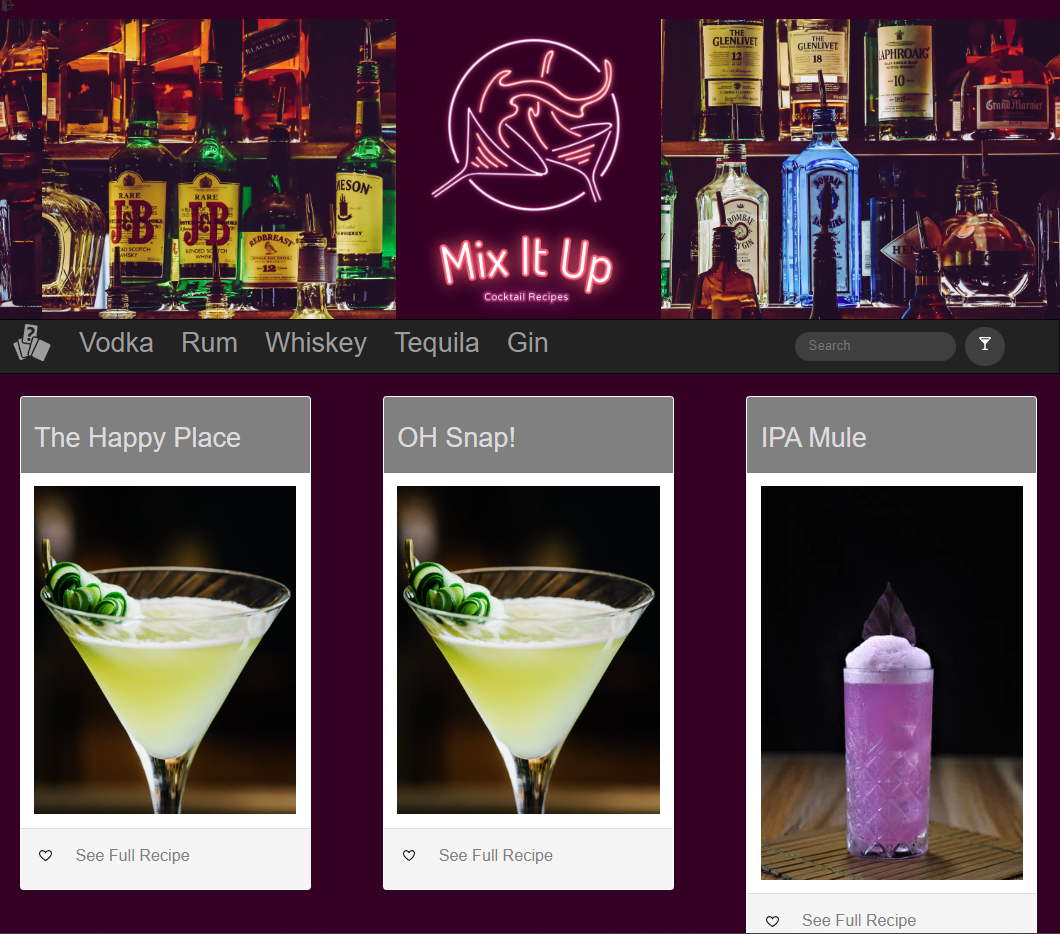 BLACK LABEL
THE
GLENLIVET
12
THE
GLENLIVET
18
LAPHROAIG
10
Grand Marnier
RARE
J&B
BLENDED SCOTCH
WHISKY
RARE
J&B
BLENDED SCOTCH
WHISKY
REDBREAST
12
MESON
BOMBAY
DRY GIN
BOMBAY
HE
Mix It Up
Cocktail Recipes
?
Vodka Rum Whiskey Tequila Gin Search
The Happy Place OH Snap! IPA Mule
See Full Recipe See Full Recipe
See Full Recipe